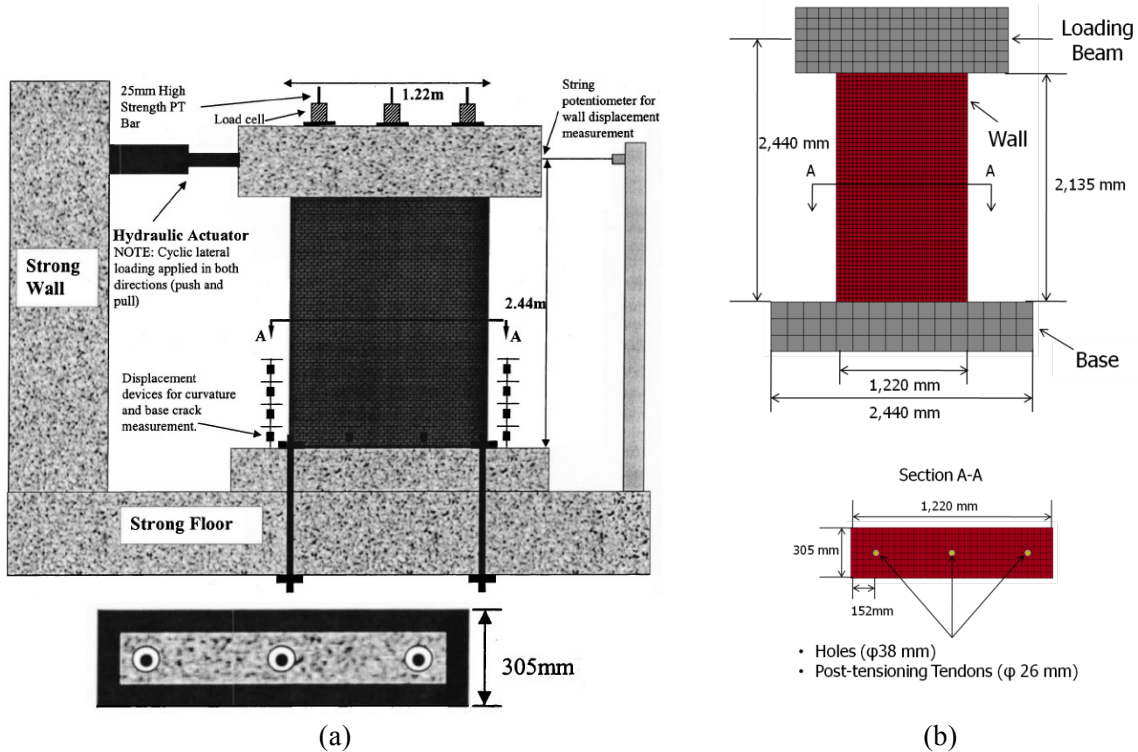 25mm High
Strength PT
Bar
1.22m
Load cell
String
potentiometer for
wall displacement
measurement
Hydraulic Actuator
NOTE: Cyclic lateral
loading applied in both
directions (push and
pull)
Strong
Wall
2.44m
A
A
Displacement
devices for curvature
and base crack
measurement.
Strong Floor
305mm
(a)
Loading
Beam
Wall
2,440 mm
A
A
2,135 mm
Base
1,220 mm
2,440 mm
Section A-A
1,220 mm
305 mm
152mm
• Holes (φ38 mm)
• Post-tensioning Tendons (φ 26 mm)
(b)